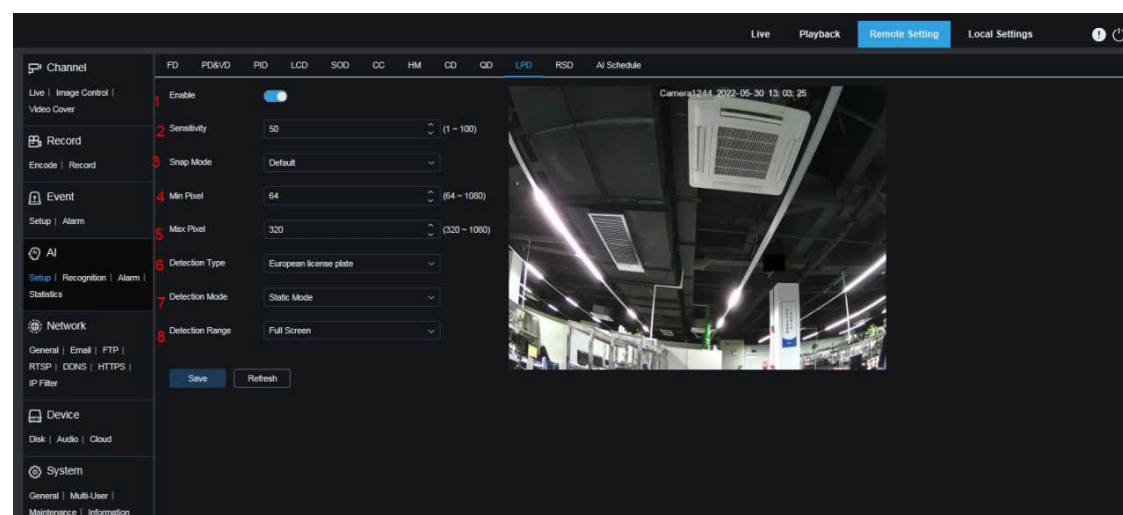 Live Playback Remote Setting Local Settings
Channel
Live | Image Control |
Video Cover
Record
Encode | Record
Event
Setup | Alarm
AI
Setup | Recognition | Alarm |
Statistics
Network
General | Email | FTP |
RTSP | DDNS | HTTPS |
IP Filter
Device
Disk | Audio | Cloud
System
General | Multi-User |
Maintenance | Information
FD PD&VD PID LCD SOD CC HM CD QD LPD RSD AI Schedule
1 Enable
2 Sensitivity 50 (1 ~ 100)
3 Snap Mode Default
4 Min Pixel 64 (64 ~ 1080)
5 Max Pixel 320 (320 ~ 1080)
6 Detection Type European license plate
7 Detection Mode Static Mode
8 Detection Range Full Screen
Save Refresh
Camera1244 2022-05-30 13:03:25